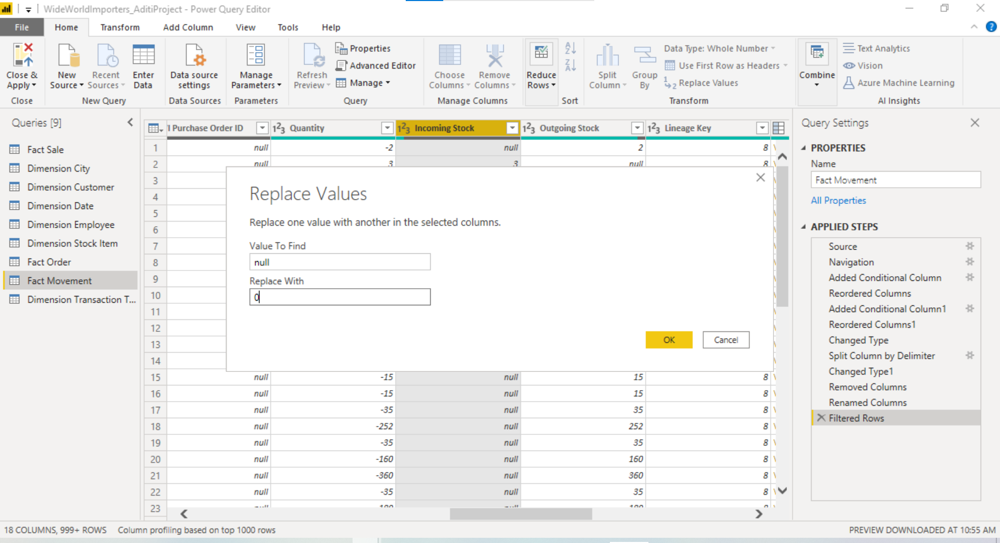 WideWorldImporters_AditiProject - Power Query Editor
File Home Transform Add Column View Tools Help
Close & Apply
New Source
Recent Sources
Enter Data
Data source settings
Manage Parameters
Refresh Preview
Properties
Advanced Editor
Manage
Choose Columns
Remove Columns
Reduce Rows
Split Column
Group By
Data Type: Whole Number
Use First Row as Headers
Replace Values
Combine
Text Analytics
Vision
Azure Machine Learning
Close New Query Data Sources Parameters Query Manage Columns Sort Transform AI Insights
Queries [9]
Fact Sale
Dimension City
Dimension Customer
Dimension Date
Dimension Employee
Dimension Stock Item
Fact Order
Fact Movement
Dimension Transaction T...
I Purchase Order ID 1²3 Quantity 1²3 Incoming Stock 1²3 Outgoing Stock 1²3 Lineage Key
1 null -2 null 2 8
2 null 3 3 null 8
3
4
5
6
7
8
9
10
11
12
13
14
15 null -15 null 15 8
16 null -15 null 15 8
17 null -35 null 35 8
18 null -252 null 252 8
19 null -35 null 35 8
20 null -160 null 160 8
21 null -360 null 360 8
22 null -35 null 35 8
23
Replace Values
Replace one value with another in the selected columns.
Value To Find
null
Replace With
0
OK Cancel
Query Settings
PROPERTIES
Name
Fact Movement
All Properties
APPLIED STEPS
Source
Navigation
Added Conditional Column
Reordered Columns
Added Conditional Column1
Reordered Columns1
Changed Type
Split Column by Delimiter
Changed Type1
Removed Columns
Renamed Columns
Filtered Rows
18 COLUMNS, 999+ ROWS Column profiling based on top 1000 rows PREVIEW DOWNLOADED AT 10:55 AM